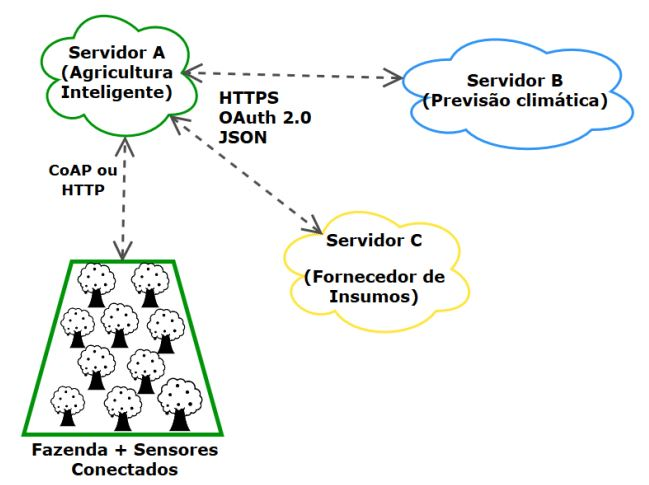 Servidor A
(Agricultura
Inteligente)
Servidor B
(Previsão climática)
HTTPS
OAuth 2.0
JSON
CoAP ou
HTTP
Servidor C
(Fornecedor de
Insumos)
Fazenda + Sensores
Conectados